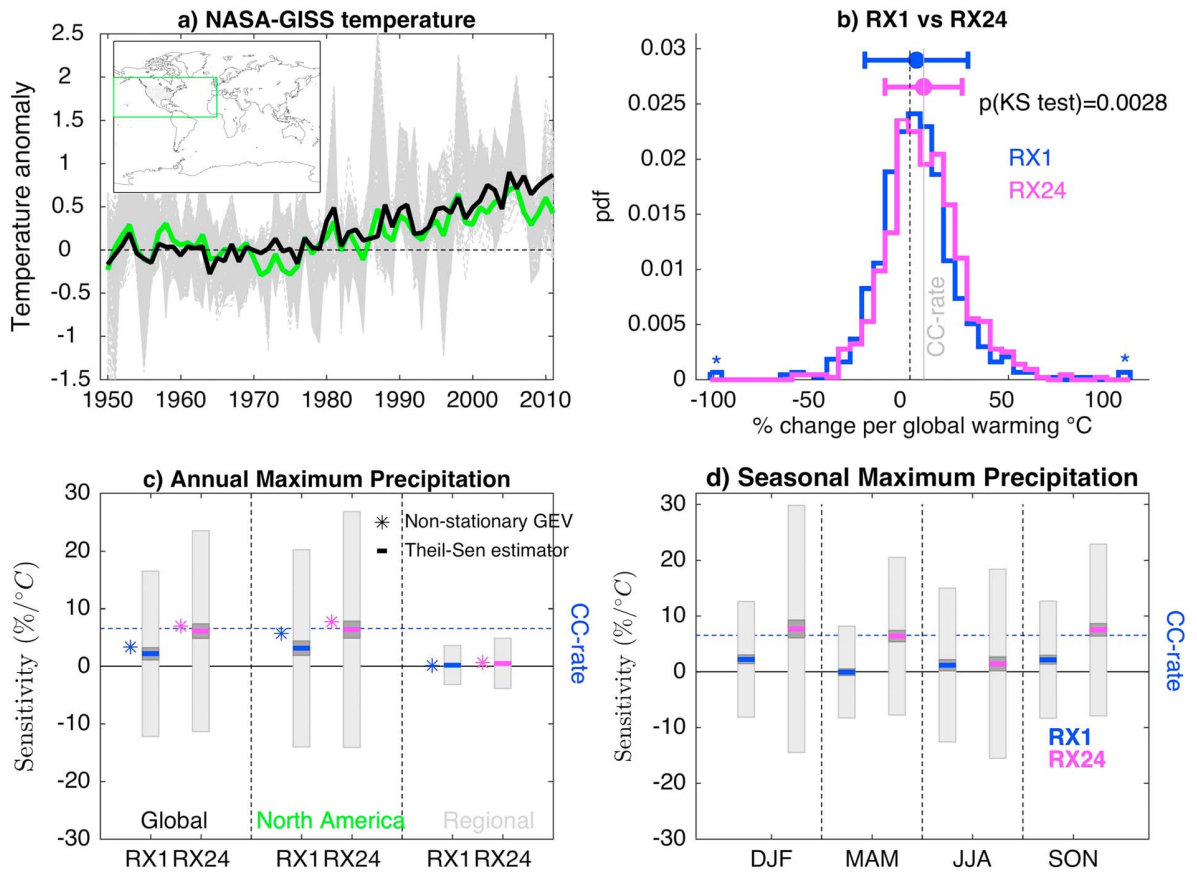 a) NASA-GISS temperature
Temperature anomaly
2.5
2
1.5
1
0.5
0
-0.5
-1
-1.5
1950 1960 1970 1980 1990 2000 2010
b) RX1 vs RX24
pdf
0.03
0.025
0.02
0.015
0.01
0.005
0
p(KS test)=0.0028
RX1
RX24
CC-rate
* *
-100 -50 0 50 100
% change per global warming °C
c) Annual Maximum Precipitation
Sensitivity (%/°C)
30
20
10
0
-10
-20
-30
Non-stationary GEV
Theil-Sen estimator
CC-rate
Global North America Regional
RX1 RX24 RX1 RX24 RX1 RX24
d) Seasonal Maximum Precipitation
Sensitivity (%/°C)
30
20
10
0
-10
-20
-30
CC-rate
RX1
RX24
DJF MAM JJA SON